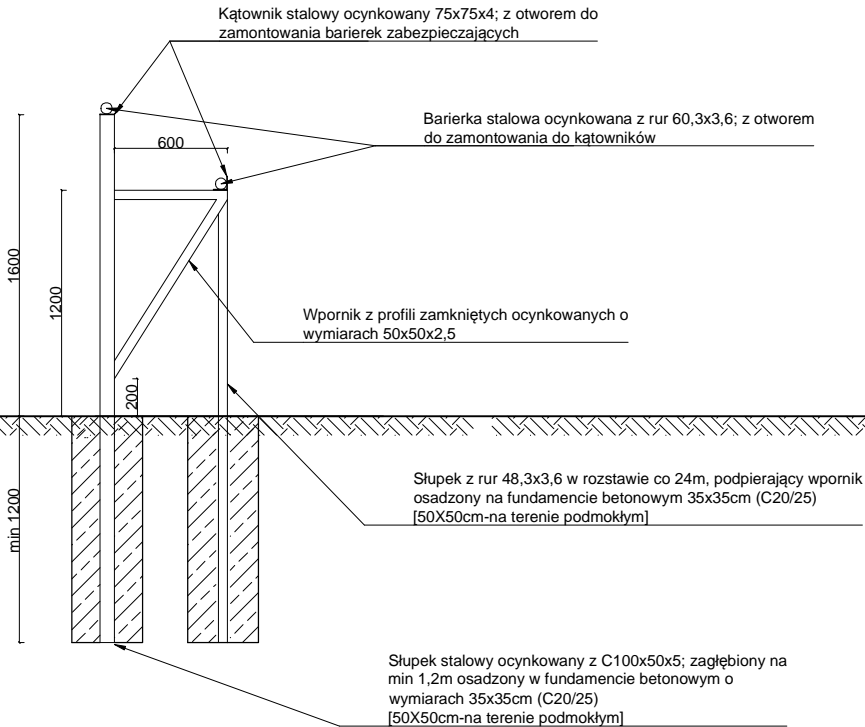 Kątownik stalowy ocynkowany 75x75x4; z otworem do
zamontowania barierek zabezpieczających
Barierka stalowa ocynkowana z rur 60,3x3,6; z otworem
do zamontowania do kątowników
600
1600
1200
Wpornik z profili zamkniętych ocynkowanych o
wymiarach 50x50x2,5
200
Słupek z rur 48,3x3,6 w rozstawie co 24m, podpierający wpornik
osadzony na fundamencie betonowym 35x35cm (C20/25)
[50X50cm-na terenie podmokłym]
min 1200
Słupek stalowy ocynkowany z C100x50x5; zagłębiony na
min 1,2m osadzony w fundamencie betonowym o
wymiarach 35x35cm (C20/25)
[50X50cm-na terenie podmokłym]